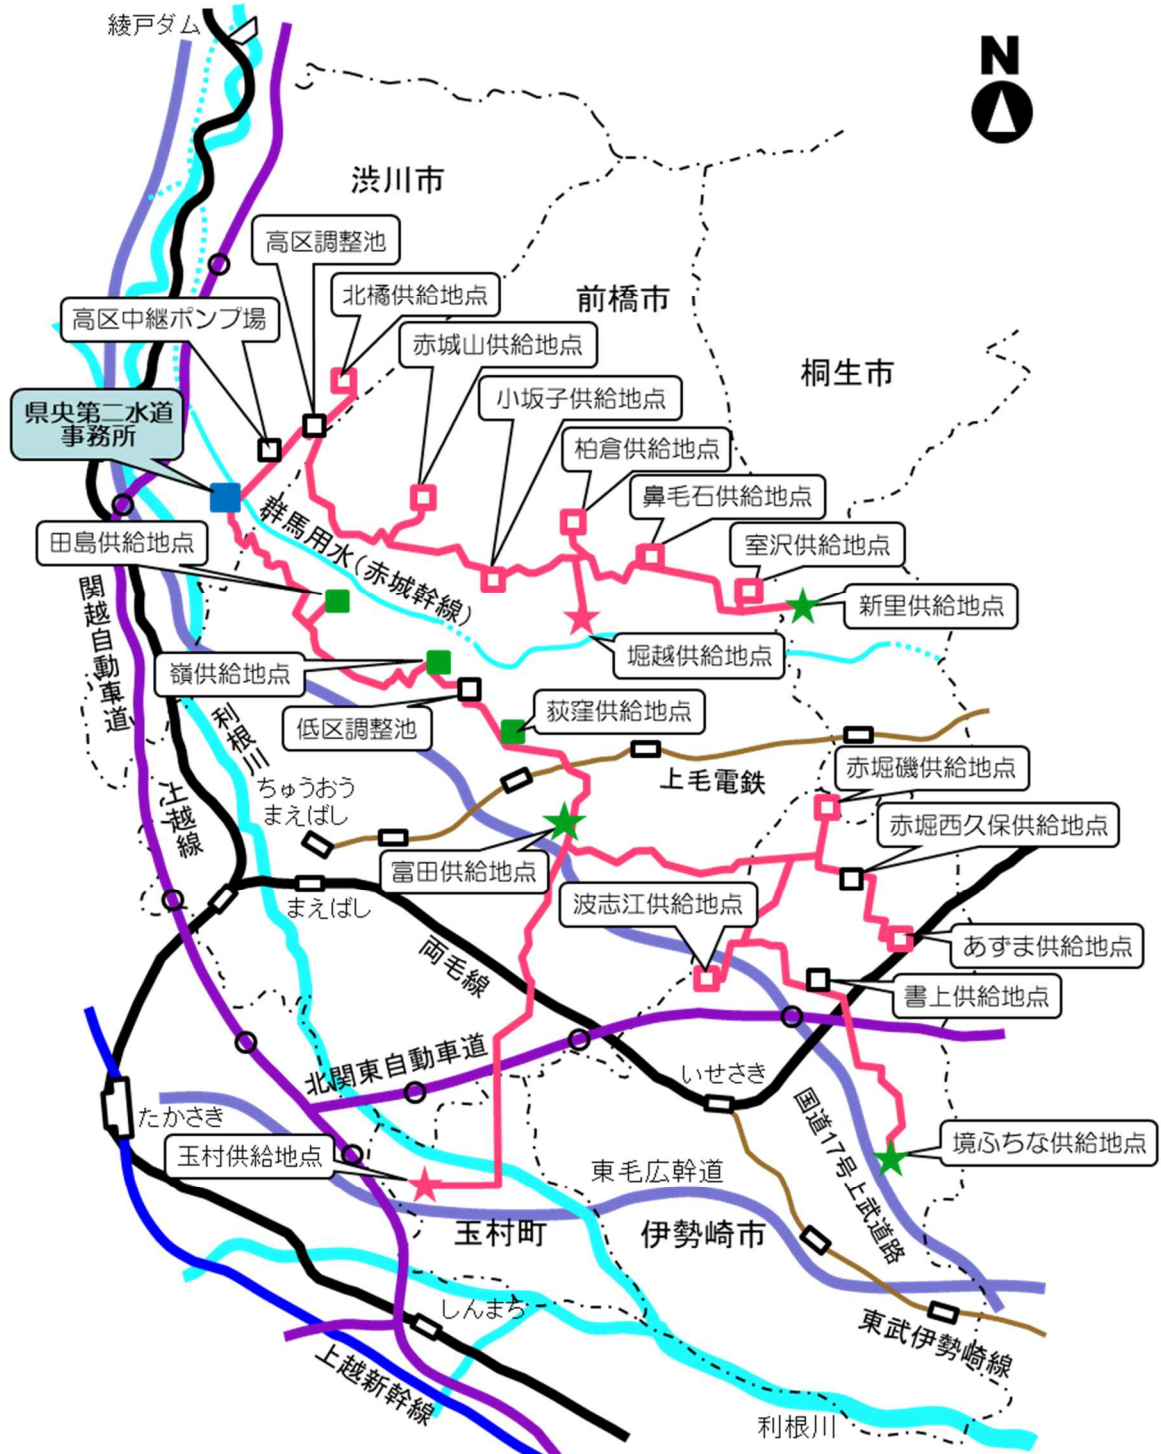 綾戸ダム
N
渋川市
高区調整池
北橘供給地点
前橋市
高区中継ポンプ場
赤城山供給地点
桐生市
小坂子供給地点
県央第二水道
事務所
柏倉供給地点
鼻毛石供給地点
群馬用水(赤城幹線)
田島供給地点
室沢供給地点
関越自動車道
新里供給地点
嶺供給地点
堀越供給地点
利根川
低区調整池
荻窪供給地点
上毛電鉄
赤堀磯供給地点
ちゅうおう
まえばし
上越線
赤堀西久保供給地点
富田供給地点
まえばし
波志江供給地点
両毛線
あずま供給地点
書上供給地点
北関東自動車道
いせさき
たかさき
国道17号上武道路
境ふちな供給地点
玉村供給地点
東毛広幹道
玉村町
伊勢崎市
しんまち
東武伊勢崎線
上越新幹線
利根川